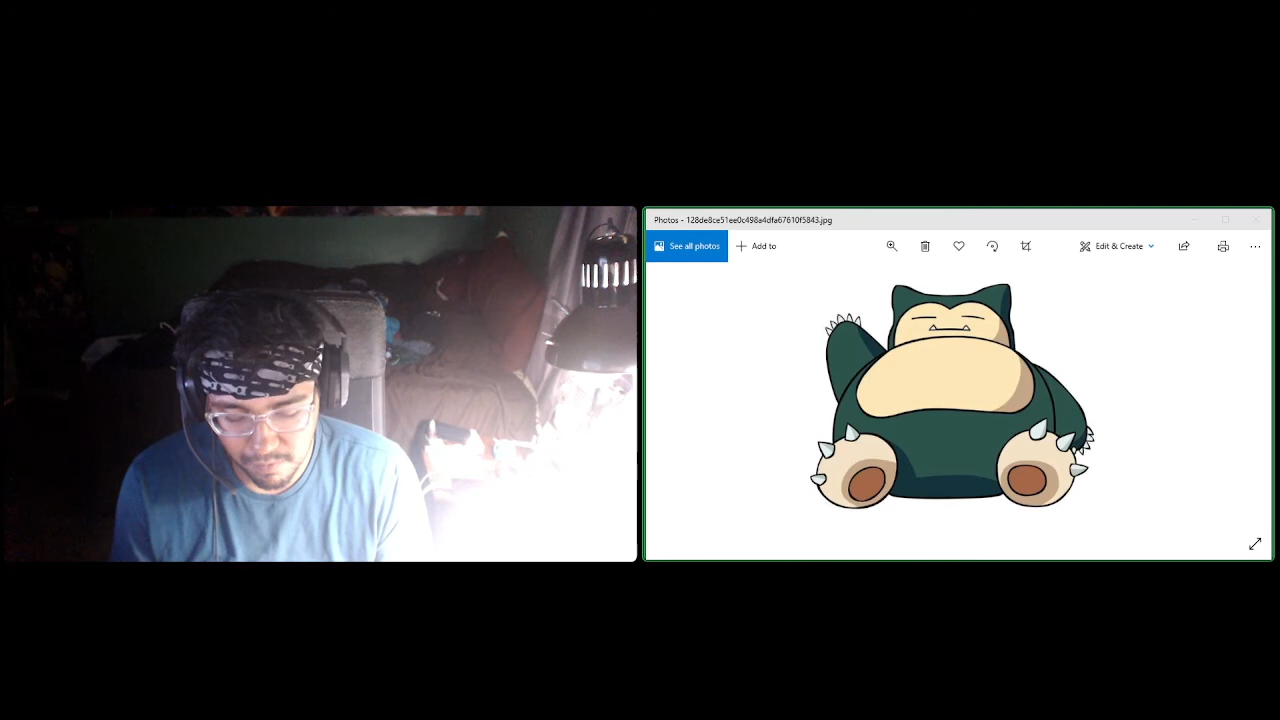 Photos - 128de8ce51ee0c498a4dfa67610f5843.jpg
See all photos
Add to
Edit & Create